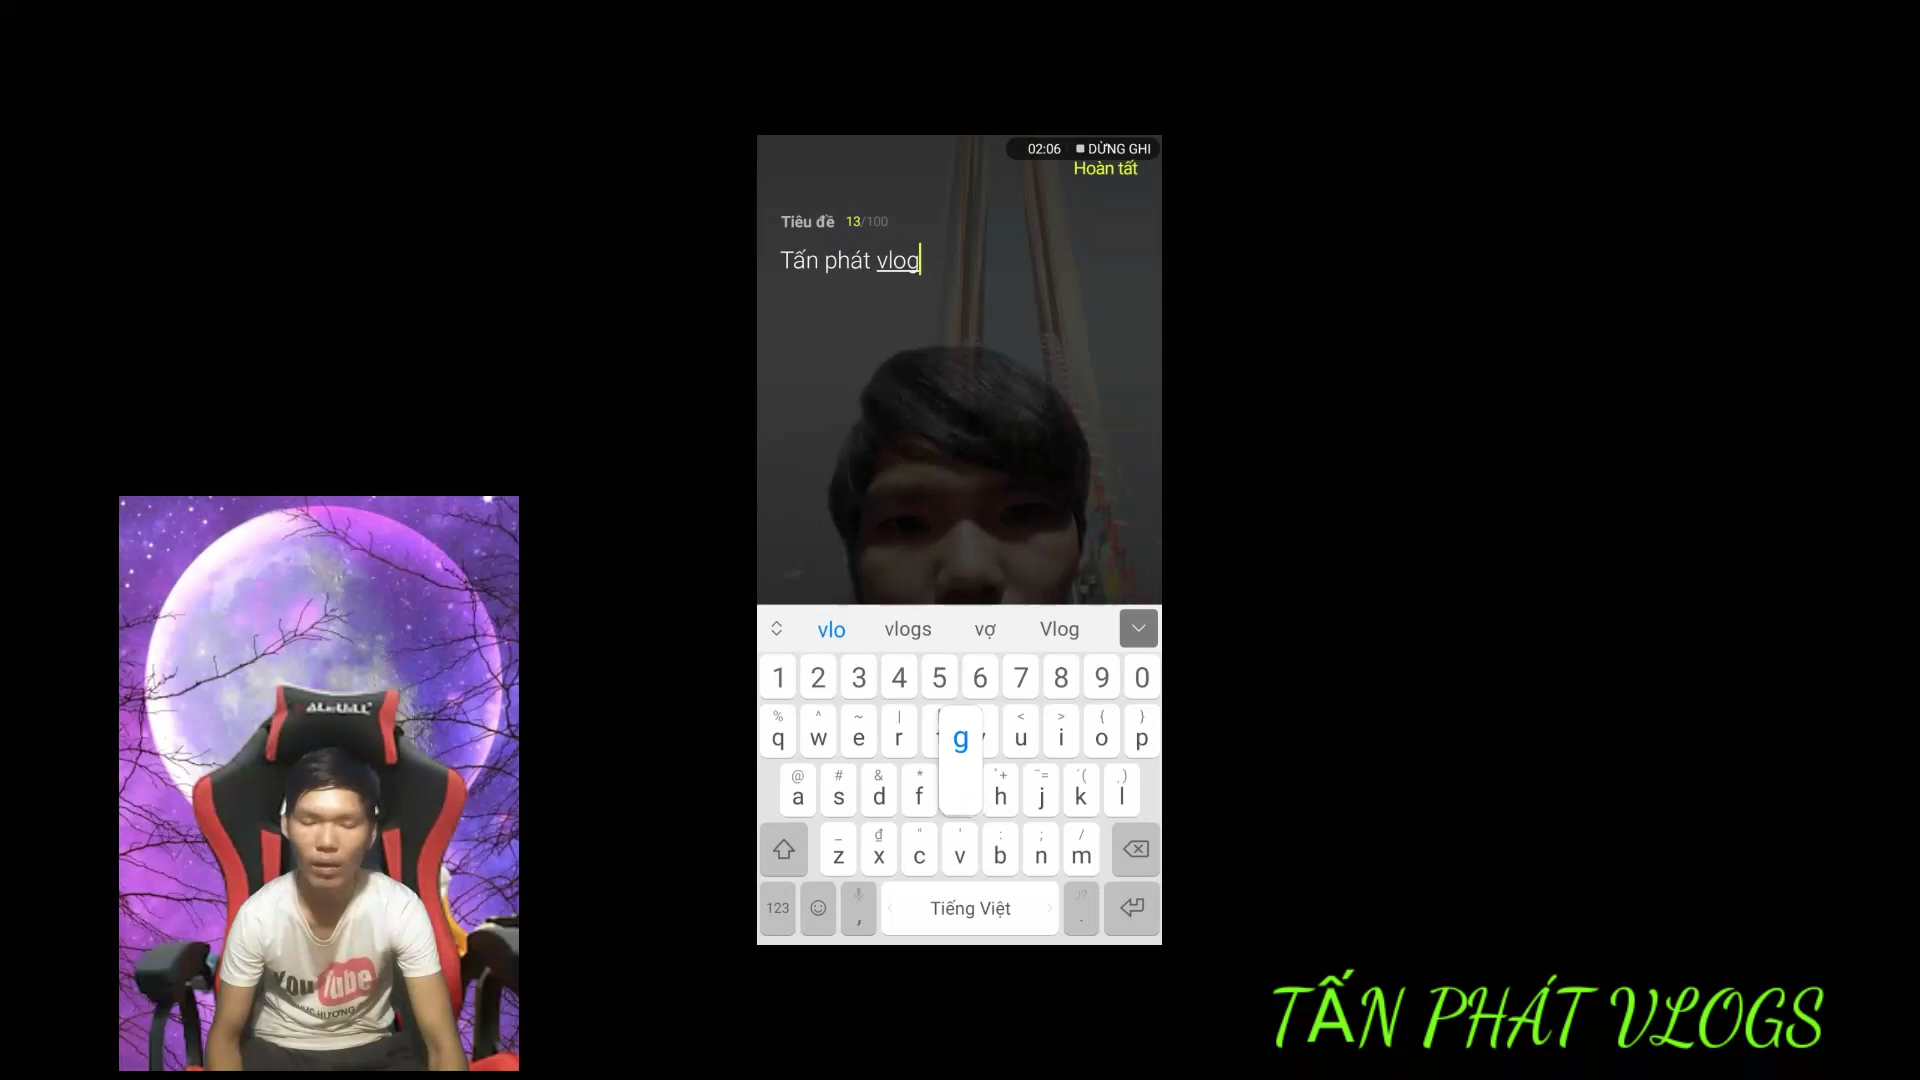 02:06 DỪNG GHI
Hoàn tất
Tiêu đề 13/100
Tấn phát vlog
vlo vlogs vợ Vlog
1 2 3 4 5 6 7 8 9 0
% ^ ~ | < > { }
q w e r g u i o p
@ # & *
a s d f h j k l
_ ₫ " ' : ; /
z x c v b n m
123 , Tiếng Việt .
YouTube
TẤN PHÁT VLOGS